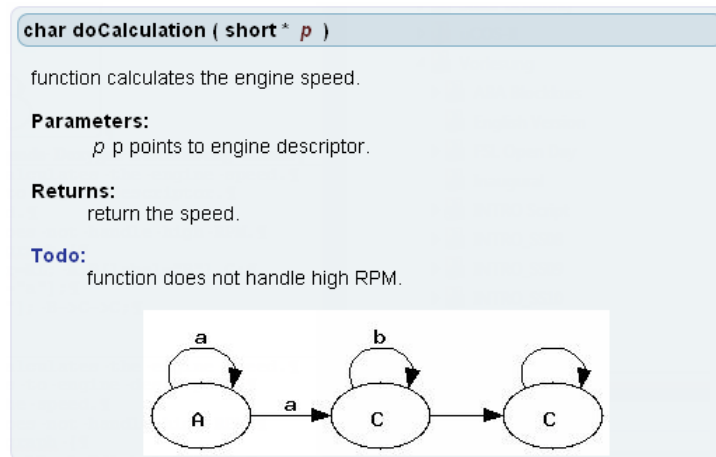 char doCalculation ( short * p )
function calculates the engine speed.
Parameters:
p p points to engine descriptor.
Returns:
return the speed.
Todo:
function does not handle high RPM.
a b
A a C C